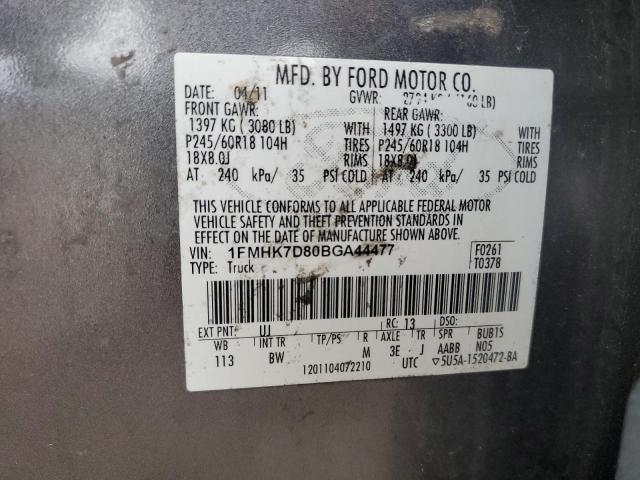 MFD. BY FORD MOTOR CO.
DATE: 04/11 GVWR: LB)
FRONT GAWR: REAR GAWR:
1397 KG ( 3080 LB) WITH 1497 KG ( 3300 LB) WITH
P245/60R18 104H TIRES P245/60R18 104H TIRES
18X8.0J RIMS 18X8.0J RIMS
AT 240 kPa/ 35 PSI COLD AT 240 kPa/ 35 PSI COLD
THIS VEHICLE CONFORMS TO ALL APPLICABLE FEDERAL MOTOR
VEHICLE SAFETY AND THEFT PREVENTION STANDARDS IN
EFFECT ON THE DATE OF MANUFACTURE SHOWN ABOVE.
VIN: 1FMHK7D80BGA44477 F0261
TYPE: Truck T0378
EXT PNT: UJ RC: 13 DSO:
WB INT TR TP/PS R AXLE TR SPR BUB1S
113 BW M 3E J AABB N05
1201104072210 UTC ▽5U5A-1520472-BA